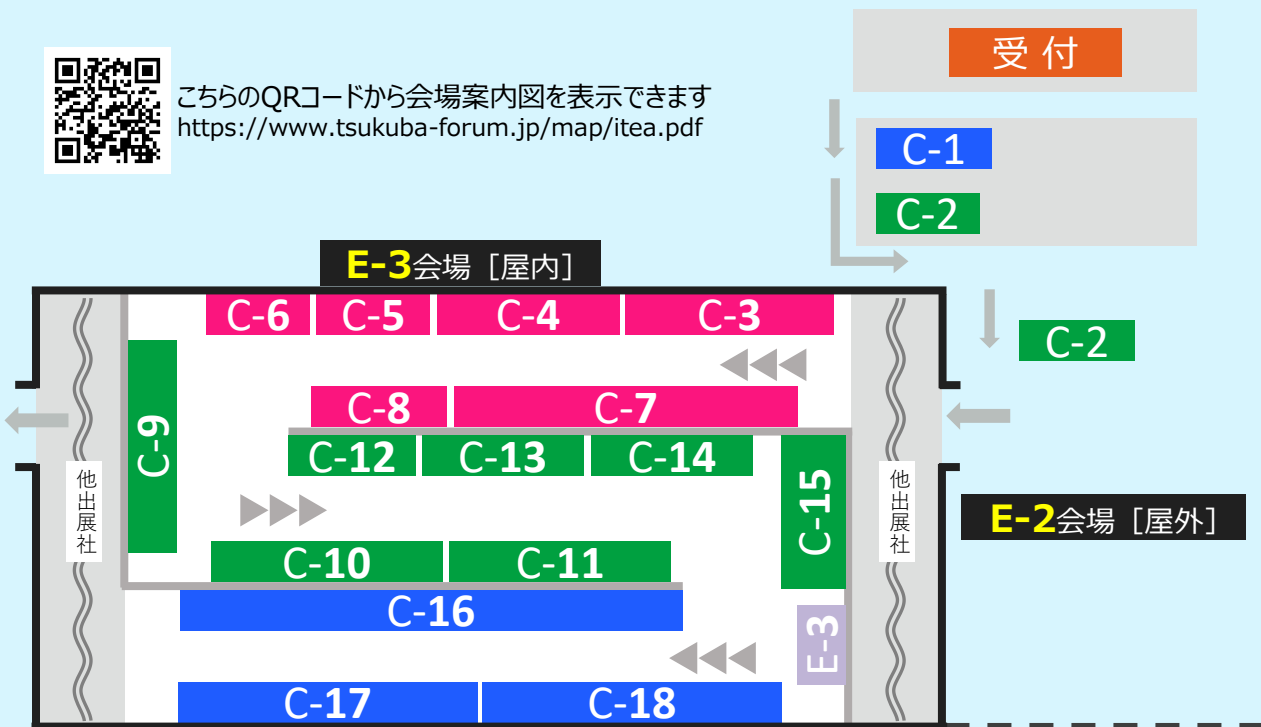 受付
こちらのQRコードから会場案内図を表示できます
https://www.tsukuba-forum.jp/map/itea.pdf
C-1
C-2
E-3会場［屋内］
C-6
C-5
C-4
C-3
C-2
C-8
C-7
C-9
C-12
C-13
C-14
C-15
他出展社
他出展社
E-2会場［屋外］
C-10
C-11
C-16
E-3
C-17
C-18